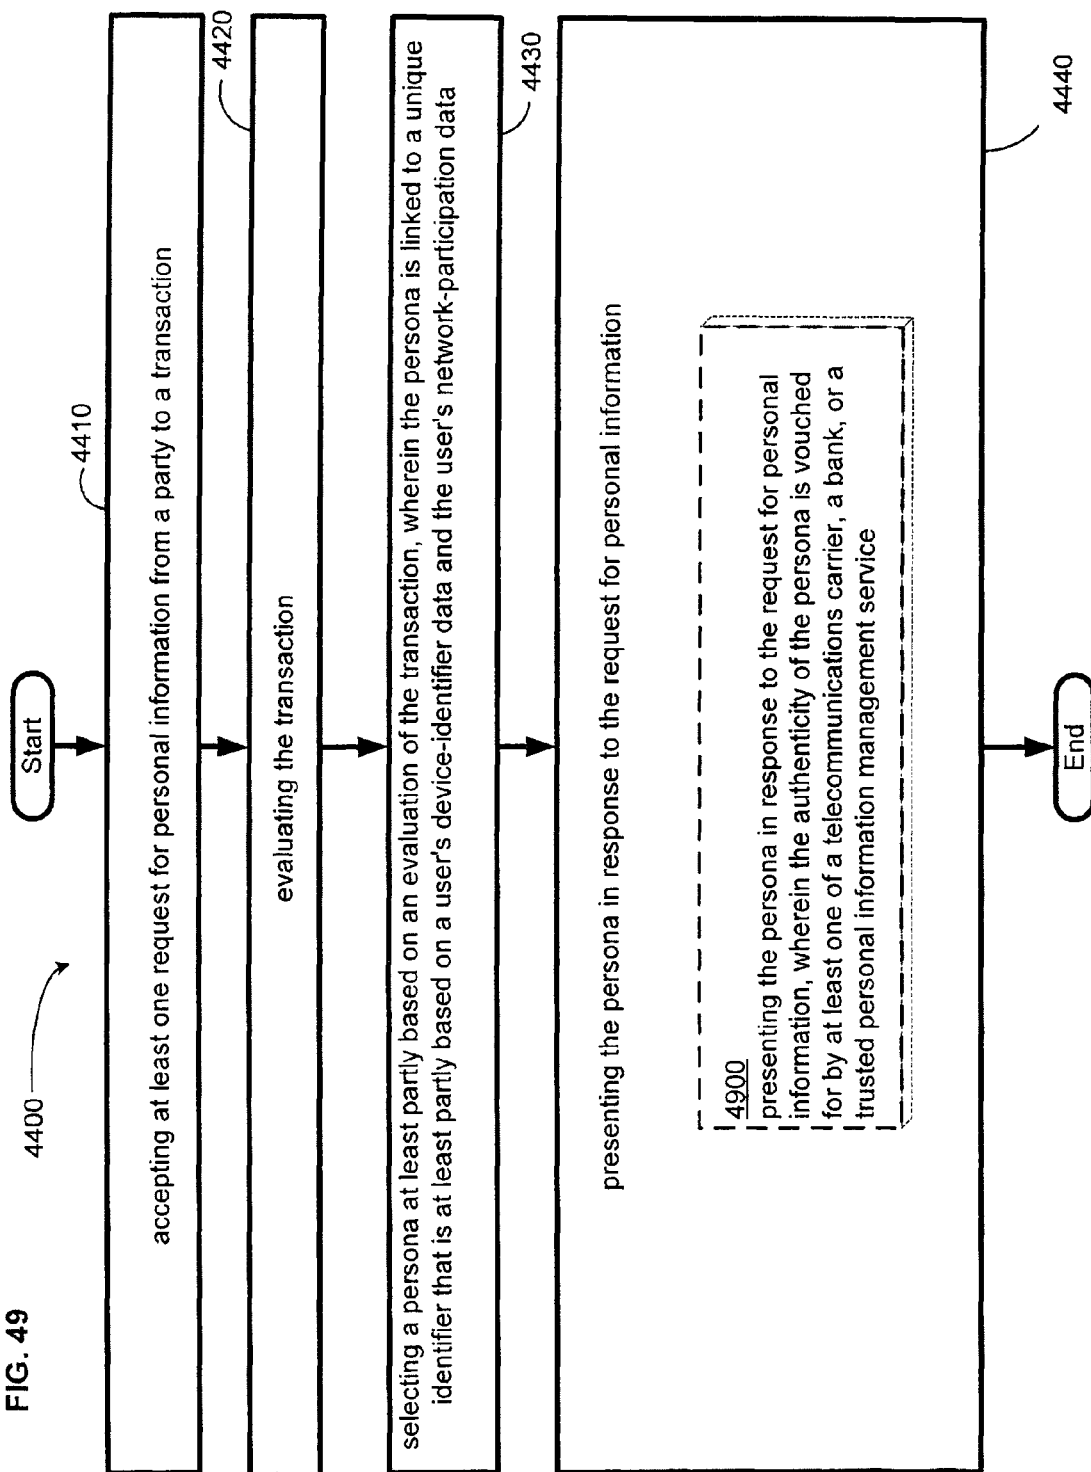 FIG. 49
4400
Start
4410
accepting at least one request for personal information from a party to a transaction
4420
evaluating the transaction
4430
selecting a persona at least partly based on an evaluation of the transaction, wherein the persona is linked to a unique
identifier that is at least partly based on a user's device-identifier data and the user's network-participation data
4440
presenting the persona in response to the request for personal information
4900
presenting the persona in response to the request for personal
information, wherein the authenticity of the persona is vouched
for by at least one of a telecommunications carrier, a bank, or a
trusted personal information management service
End